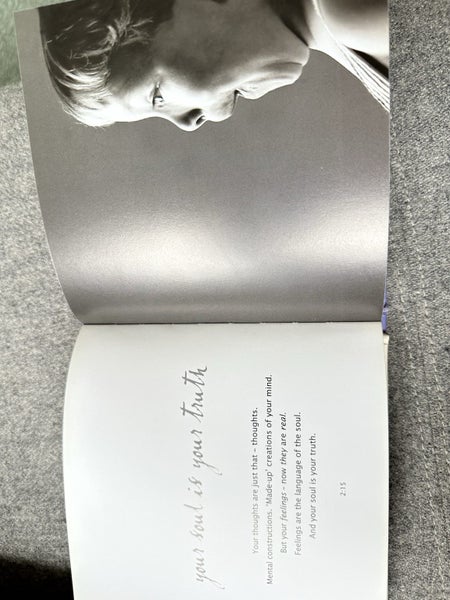 your soul is your truth
Your thoughts are just that – thoughts.
Mental constructions. 'Made-up' creations of your mind.
But your feelings - now they are real.
Feelings are the language of the soul.
And your soul is your truth.
2:15